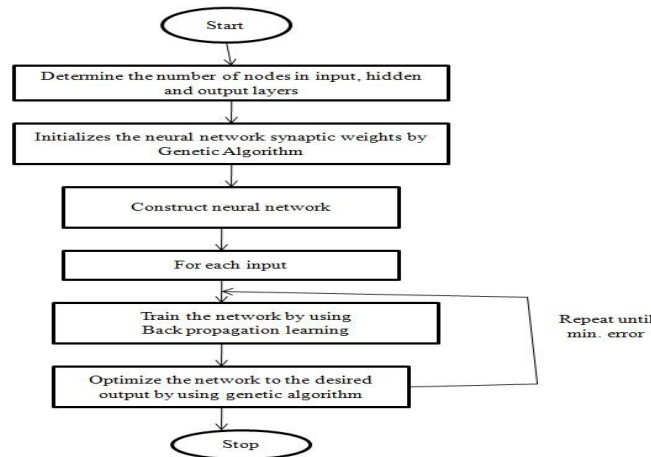 Start
Determine the number of nodes in input, hidden
and output layers
Initializes the neural network synaptic weights by
Genetic Algorithm
Construct neural network
For each input
Train the network by using
Back propagation learning
Repeat until
min. error
Optimize the network to the desired
output by using genetic algorithm
Stop